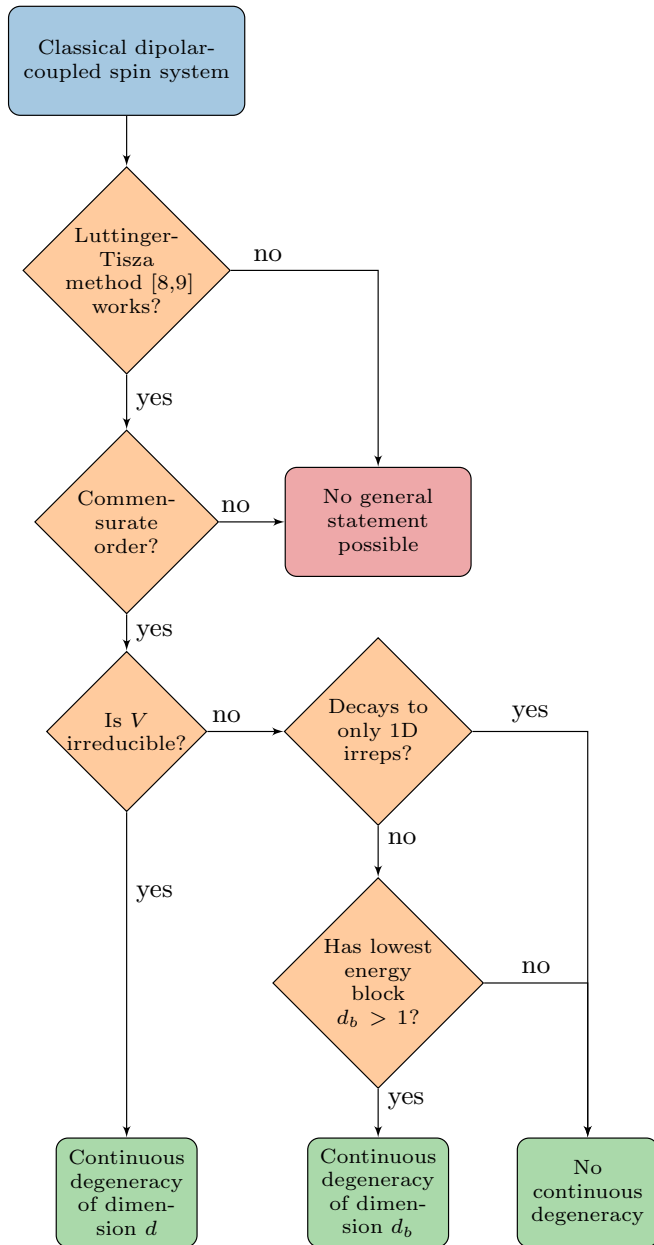 Classical dipolar-
coupled spin system
Luttinger-
Tisza
method [8,9]
works?
no
yes
Commen-
surate
order?
no
No general
statement
possible
yes
Is V
irreducible?
no
Decays to
only 1D
irreps?
yes
no
yes
Has lowest
energy
block
d_b > 1?
no
yes
Continuous
degeneracy
of dimen-
sion d
Continuous
degeneracy
of dimen-
sion d_b
No
continuous
degeneracy